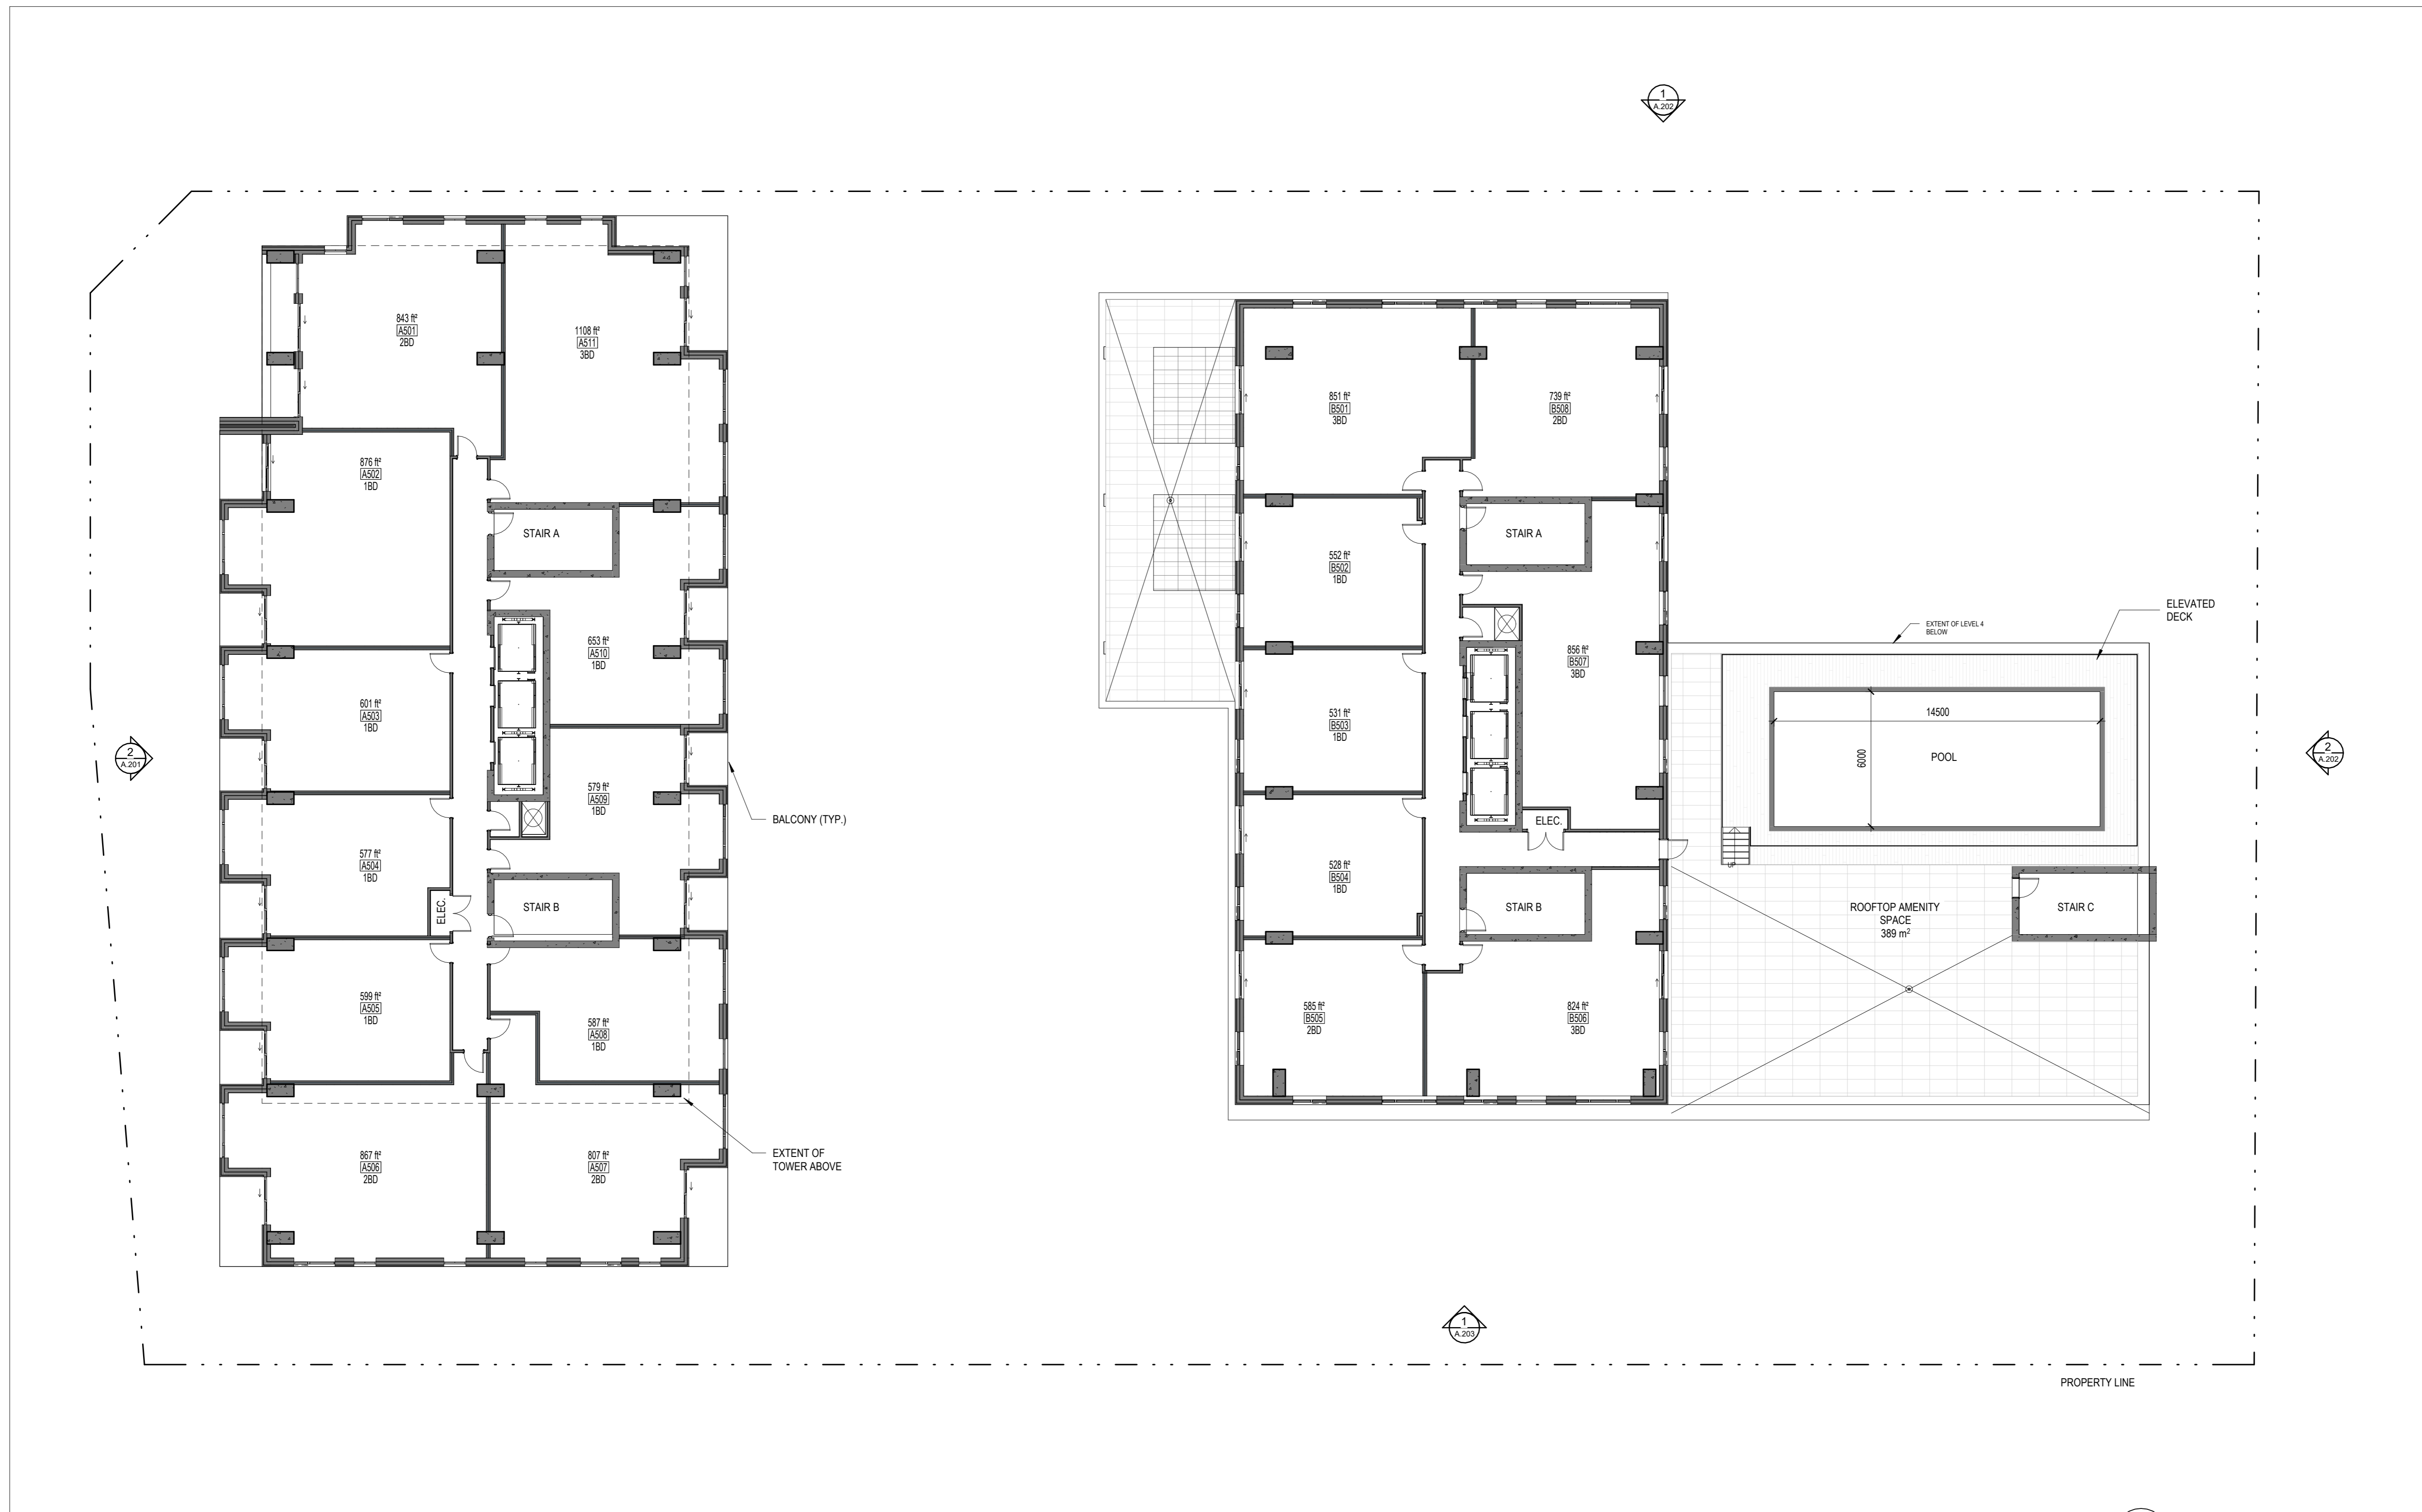 1
A.202
843 ft²
A501
2BD
1108 ft²
A511
3BD
876 ft²
A502
1BD
STAIR A
653 ft²
A510
1BD
601 ft²
A503
1BD
579 ft²
A509
1BD
577 ft²
A504
1BD
ELEC.
STAIR B
599 ft²
A505
1BD
587 ft²
A508
1BD
867 ft²
A506
2BD
807 ft²
A507
2BD
2
A.201
BALCONY (TYP.)
EXTENT OF
TOWER ABOVE
851 ft²
B501
3BD
739 ft²
B508
2BD
552 ft²
B502
1BD
STAIR A
531 ft²
B503
1BD
856 ft²
B507
3BD
528 ft²
B504
1BD
ELEC.
STAIR B
585 ft²
B505
2BD
824 ft²
B506
3BD
EXTENT OF LEVEL 4
BELOW
ELEVATED
DECK
14500
6000
POOL
UP
ROOFTOP AMENITY
SPACE
389 m²
STAIR C
2
A.202
1
A.203
PROPERTY LINE